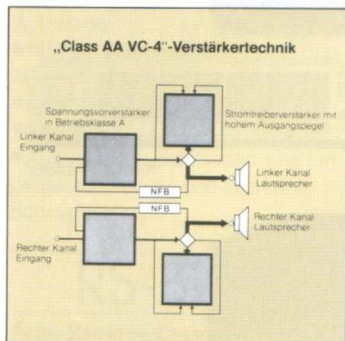 „Class AA VC-4"-Verstärkertechnik
Spannungsvorverstärker
in Betriebsklasse A
Stromtreiberverstärker mit
hohem Ausgangspegel
Linker Kanal
Eingang
Linker Kanal
Lautsprecher
NFB
NFB
Rechter Kanal
Lautsprecher
Rechter Kanal
Eingang